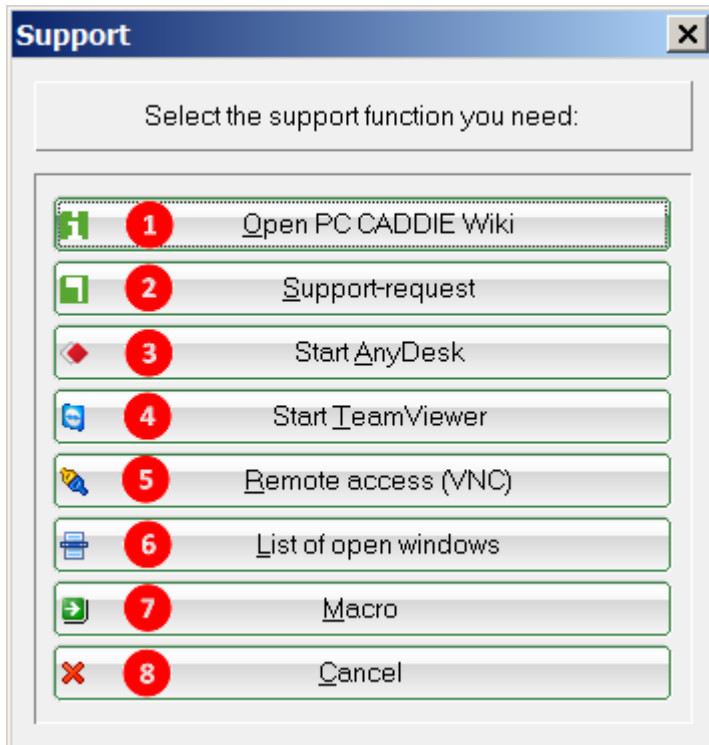 Support
Select the support function you need:
1 Open PC CADDIE Wiki
2 Support-request
3 Start AnyDesk
4 Start TeamViewer
5 Remote access (VNC)
6 List of open windows
7 Macro
8 Cancel